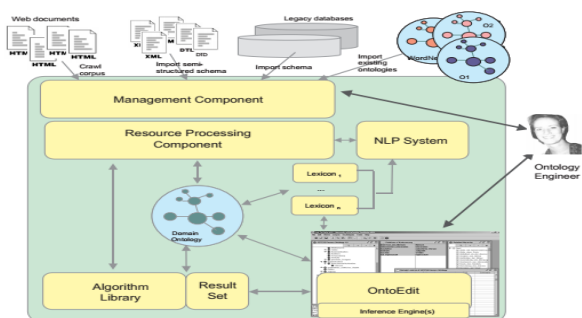 Web documents
HTML
HTML
HTML
Crawl
corpus
XML
DTD
Import semi-
structured schema
Legacy databases
Import schema
Import
existing
ontologies
WordNet
O2
O1
Management Component
Resource Processing
Component
NLP System
Ontology
Engineer
Lexicon 1
...
Lexicon n
Domain
Ontology
Algorithm
Library
Result
Set
OntoEdit
Inference Engine(s)